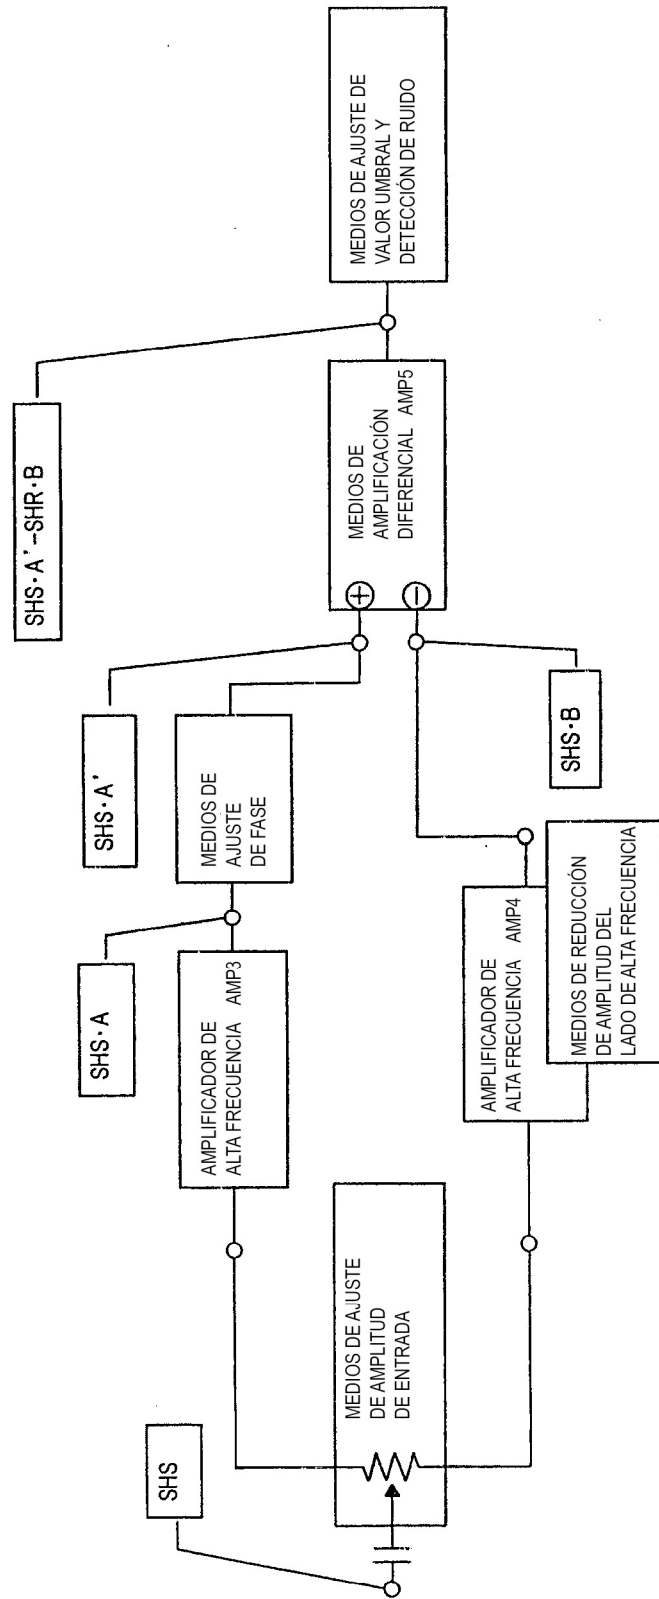 SHS
MEDIOS DE AJUSTE
DE AMPLITUD
DE ENTRADA
SHS·A
AMPLIFICADOR DE
ALTA FRECUENCIA AMP3
SHS·A'
MEDIOS DE
AJUSTE
DE FASE
AMPLIFICADOR DE
ALTA FRECUENCIA AMP4
MEDIOS DE REDUCCIÓN
DE AMPLITUD DEL
LADO DE ALTA FRECUENCIA
SHS·B
SHS·A'-SHR·B
+
−
MEDIOS DE
AMPLIFICACIÓN
DIFERENCIAL AMP5
MEDIOS DE AJUSTE DE
VALOR UMBRAL Y
DETECCIÓN DE RUIDO